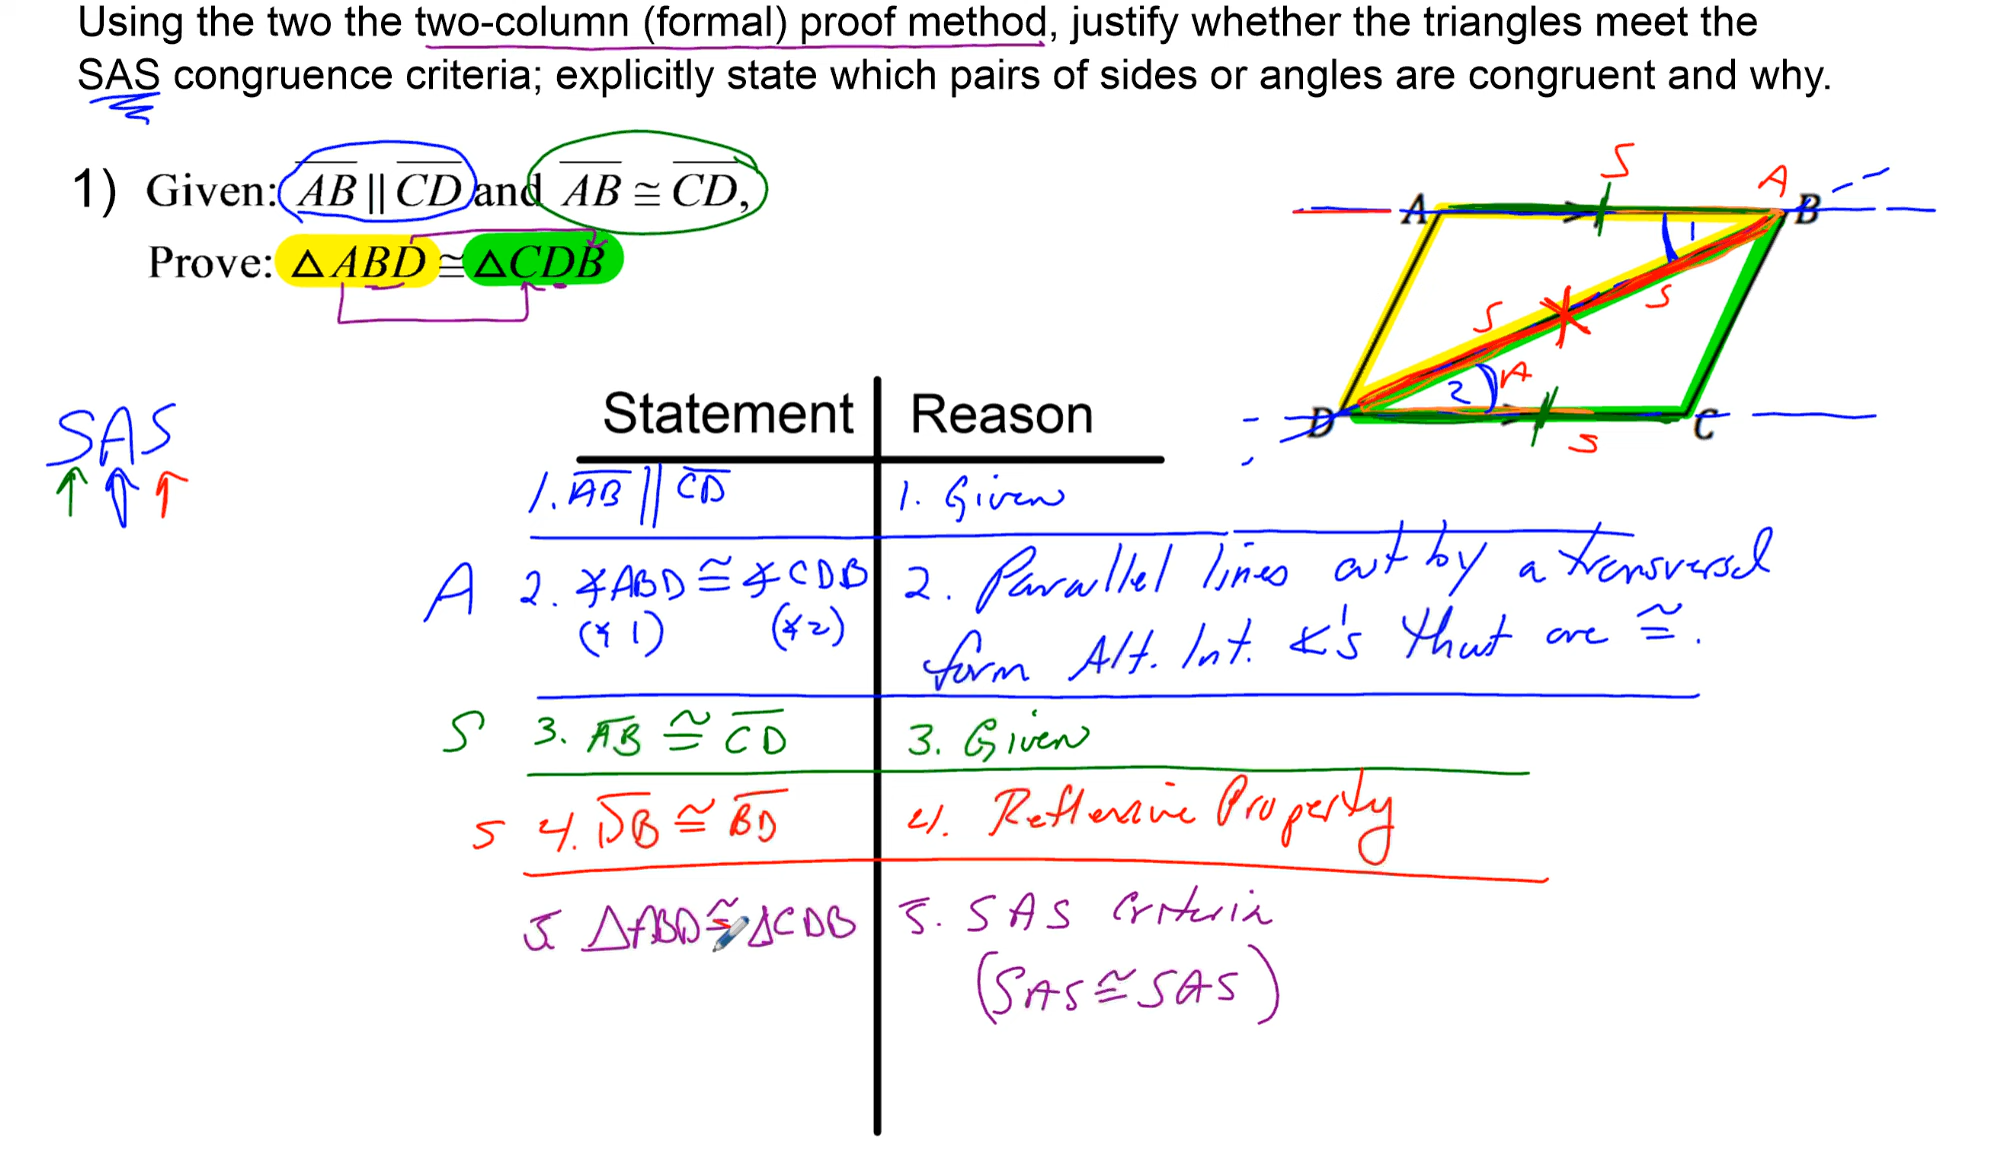 Using the two the two-column (formal) proof method, justify whether the triangles meet the
SAS congruence criteria; explicitly state which pairs of sides or angles are congruent and why.
1) Given: AB || CD and AB ≅ CD,
Prove: △ABD ≅ △CDB
S
A
A B
1
S
S
2 A
D C
S
SAS
Statement Reason
1. AB || CD 1. Given
A 2. ∡ABD ≅ ∡CDB 2. Parallel lines cut by a transversal
(∡1) (∡2) form Alt. Int. ∡'s that are ≅.
S 3. AB ≅ CD 3. Given
S 4. DB ≅ BD 4. Reflexive Property
5. △ABD ≅ △CDB 5. SAS Criteria
(SAS ≅ SAS)